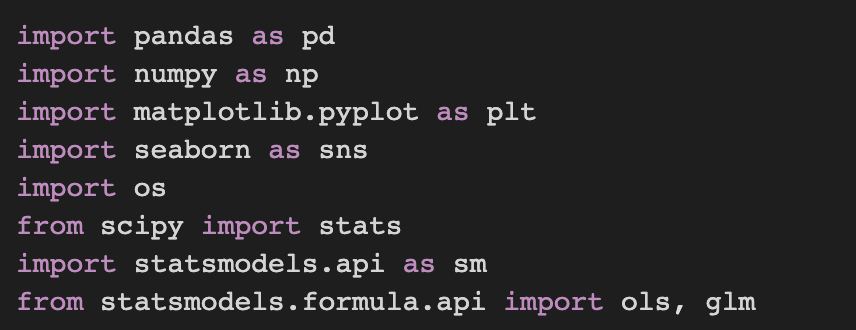 import pandas as pd
import numpy as np
import matplotlib.pyplot as plt
import seaborn as sns
import os
from scipy import stats
import statsmodels.api as sm
from statsmodels.formula.api import ols, glm